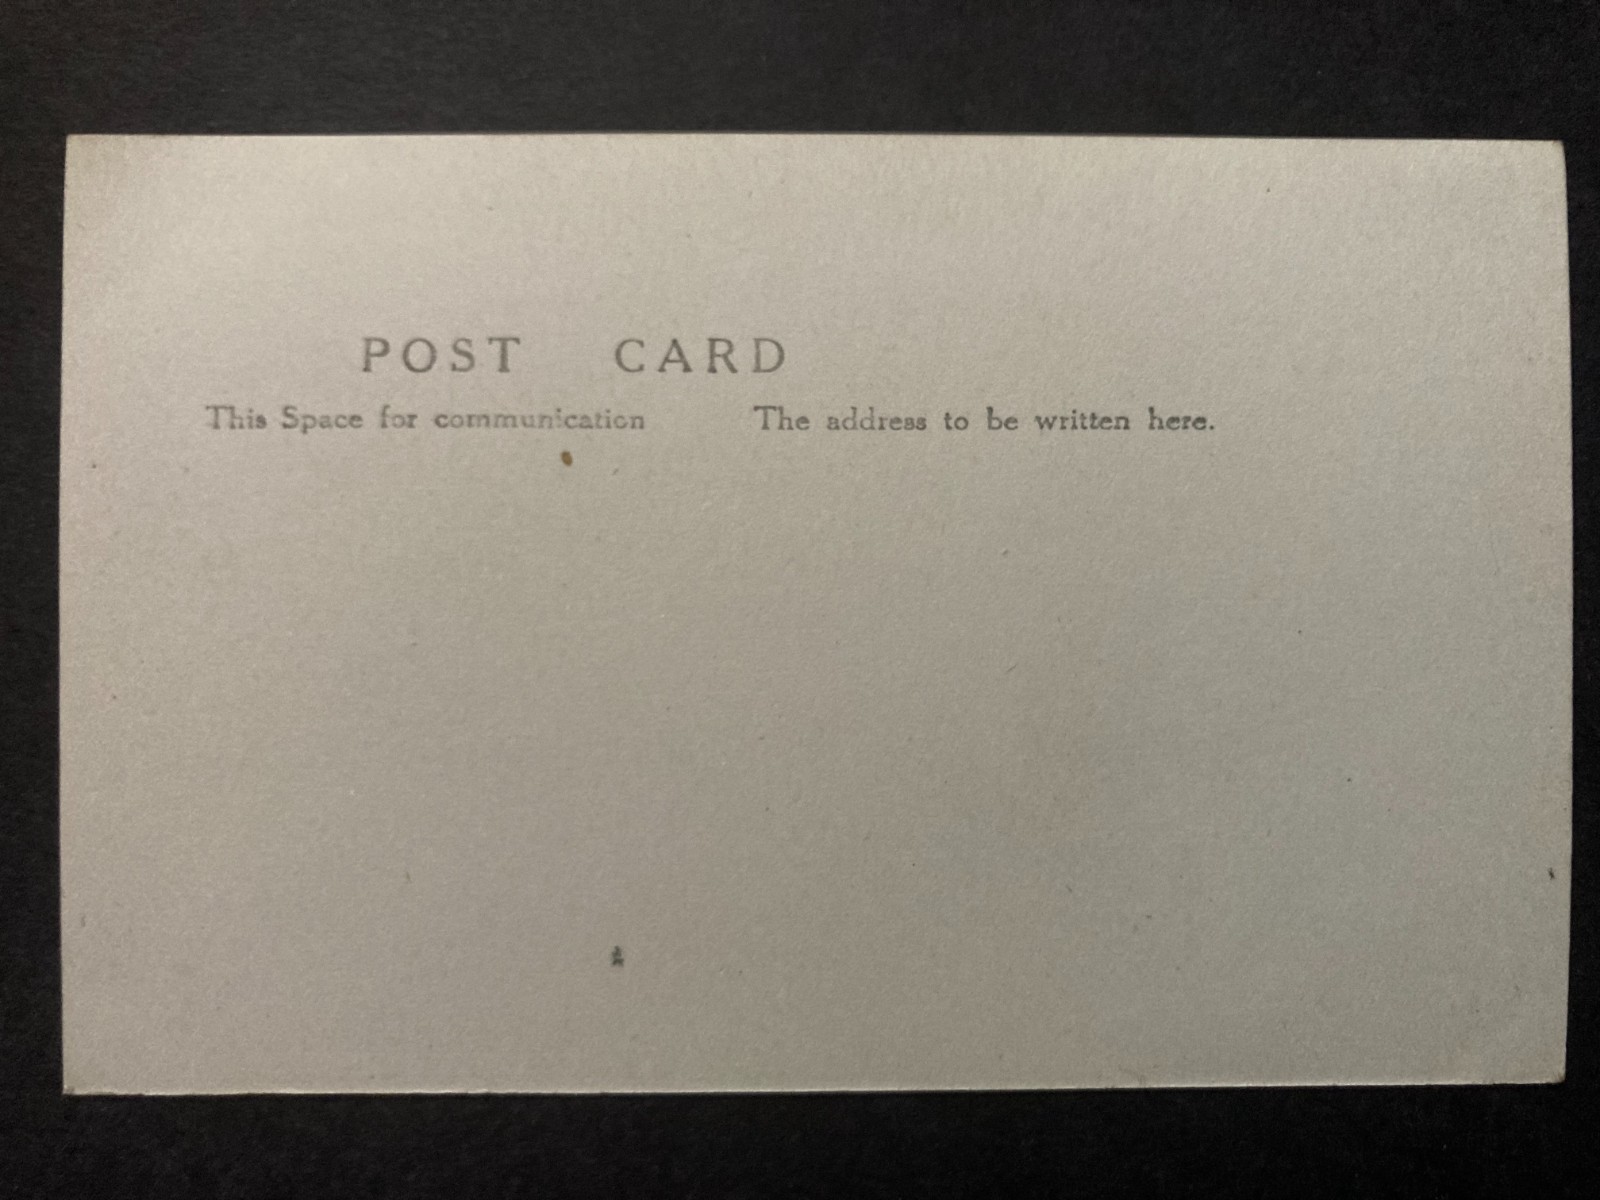 POST CARD
This Space for communication
The address to be written here.